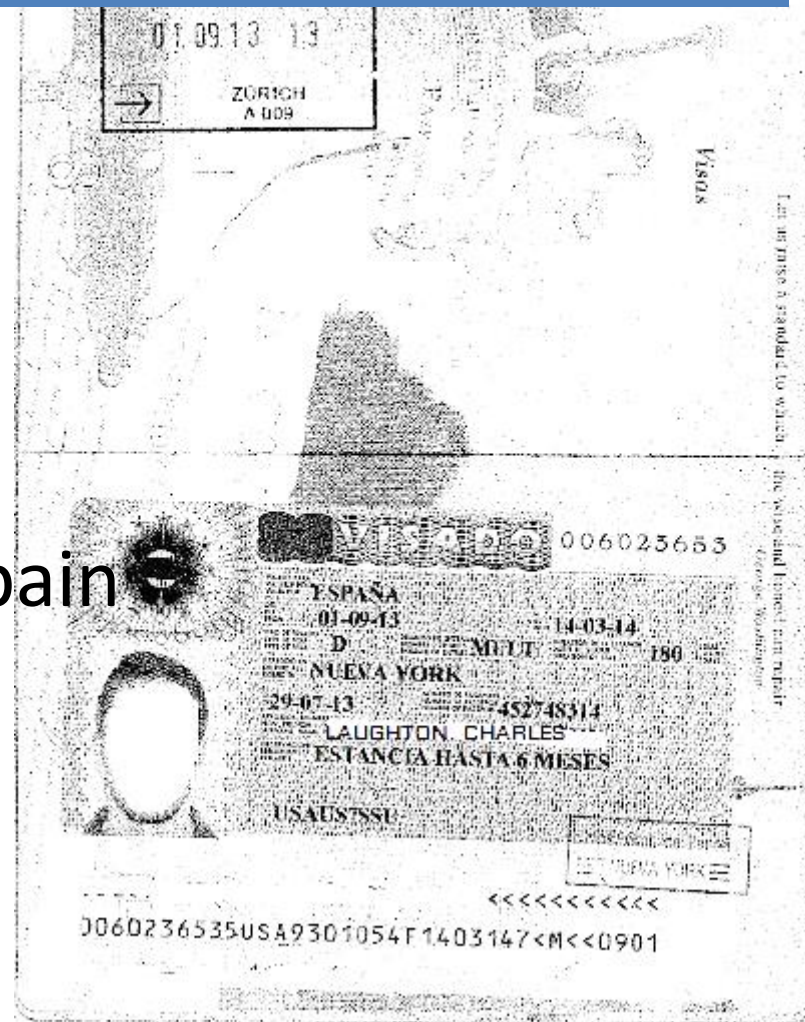 01.09.13 13
ZÜRICH
A 009
Visas
Let us raise a standard to which the wise and honest can repair
George Washington
pain
VISADO 006023653
ESPAÑA
01-09-13 14-03-14
D MULT 180
NUEVA YORK
29-07-13 452748314
LAUGHTON, CHARLES
ESTANCIA HASTA 6 MESES
USAUS7SSU
NUEVA YORK
<<<<<<<<<<<
0060236535USA9301054F1403147<M<<0901